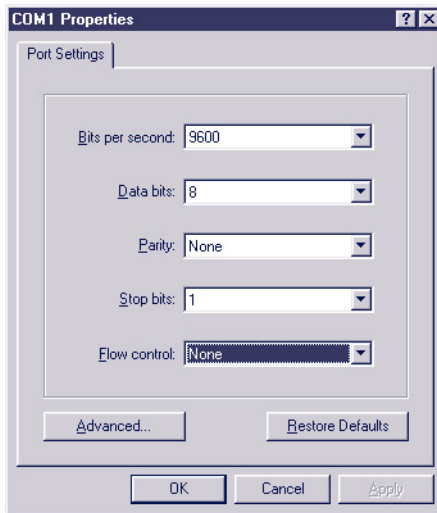 COM1 Properties
Port Settings
Bits per second: 9600
Data bits: 8
Parity: None
Stop bits: 1
Flow control: None
Advanced... Restore Defaults
OK Cancel Apply